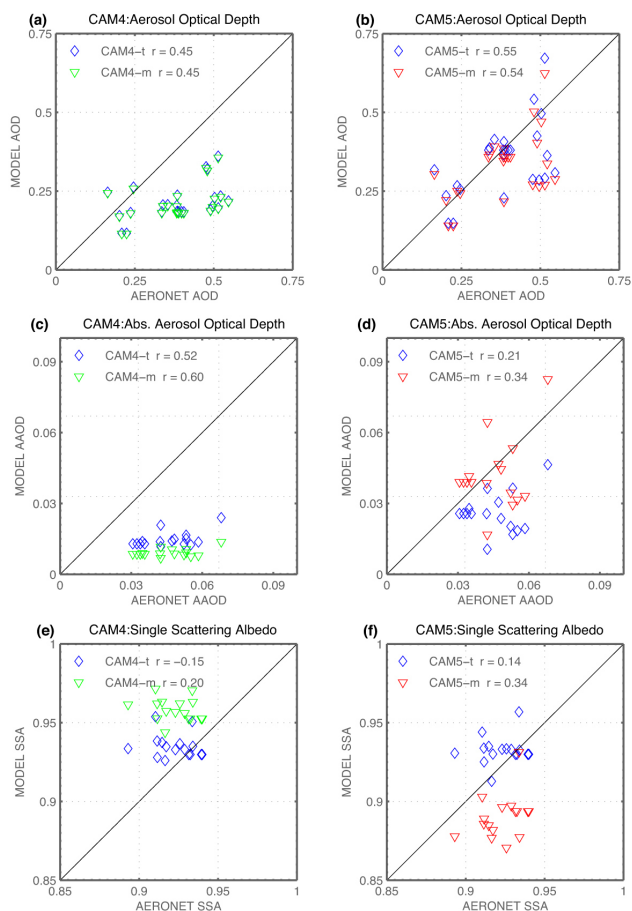 (a) CAM4:Aerosol Optical Depth
0.75
CAM4−t r = 0.45
CAM4−m r = 0.45
0.5
MODEL AOD
0.25
0
0 0.25 0.5 0.75
AERONET AOD
(b) CAM5:Aerosol Optical Depth
0.75
CAM5−t r = 0.55
CAM5−m r = 0.54
0.5
MODEL AOD
0.25
0
0 0.25 0.5 0.75
AERONET AOD
(c) CAM4:Abs. Aerosol Optical Depth
0.09
CAM4−t r = 0.52
CAM4−m r = 0.60
0.06
MODEL AAOD
0.03
0
0 0.03 0.06 0.09
AERONET AAOD
(d) CAM5:Abs. Aerosol Optical Depth
0.09
CAM5−t r = 0.21
CAM5−m r = 0.34
0.06
MODEL AAOD
0.03
0
0 0.03 0.06 0.09
AERONET AAOD
(e) CAM4:Single Scattering Albedo
1
CAM4−t r = −0.15
CAM4−m r = 0.20
0.95
MODEL SSA
0.9
0.85
0.85 0.9 0.95 1
AERONET SSA
(f) CAM5:Single Scattering Albedo
1
CAM5−t r = 0.14
CAM5−m r = 0.34
0.95
MODEL SSA
0.9
0.85
0.85 0.9 0.95 1
AERONET SSA